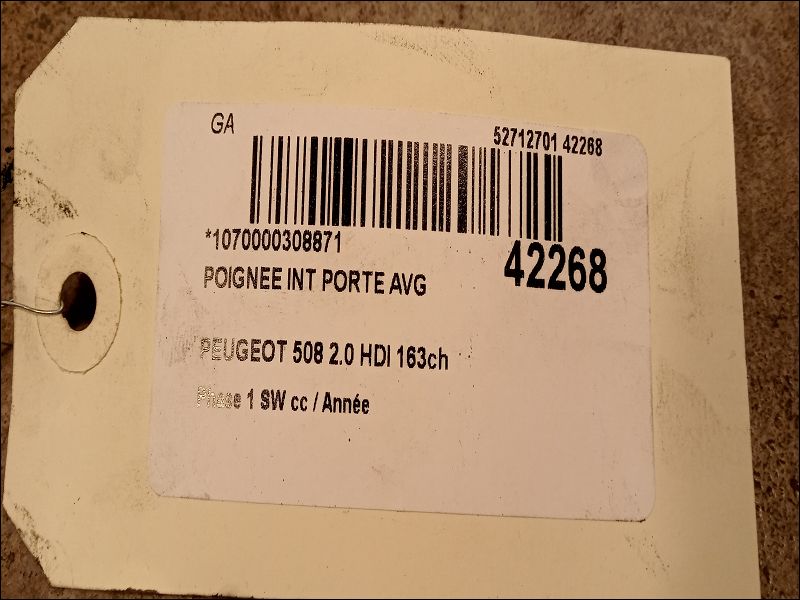 GA
52712701 42268
*1070000308871
42268
POIGNEE INT PORTE AVG
PEUGEOT 508 2.0 HDI 163ch
Phase 1 SW cc / Année